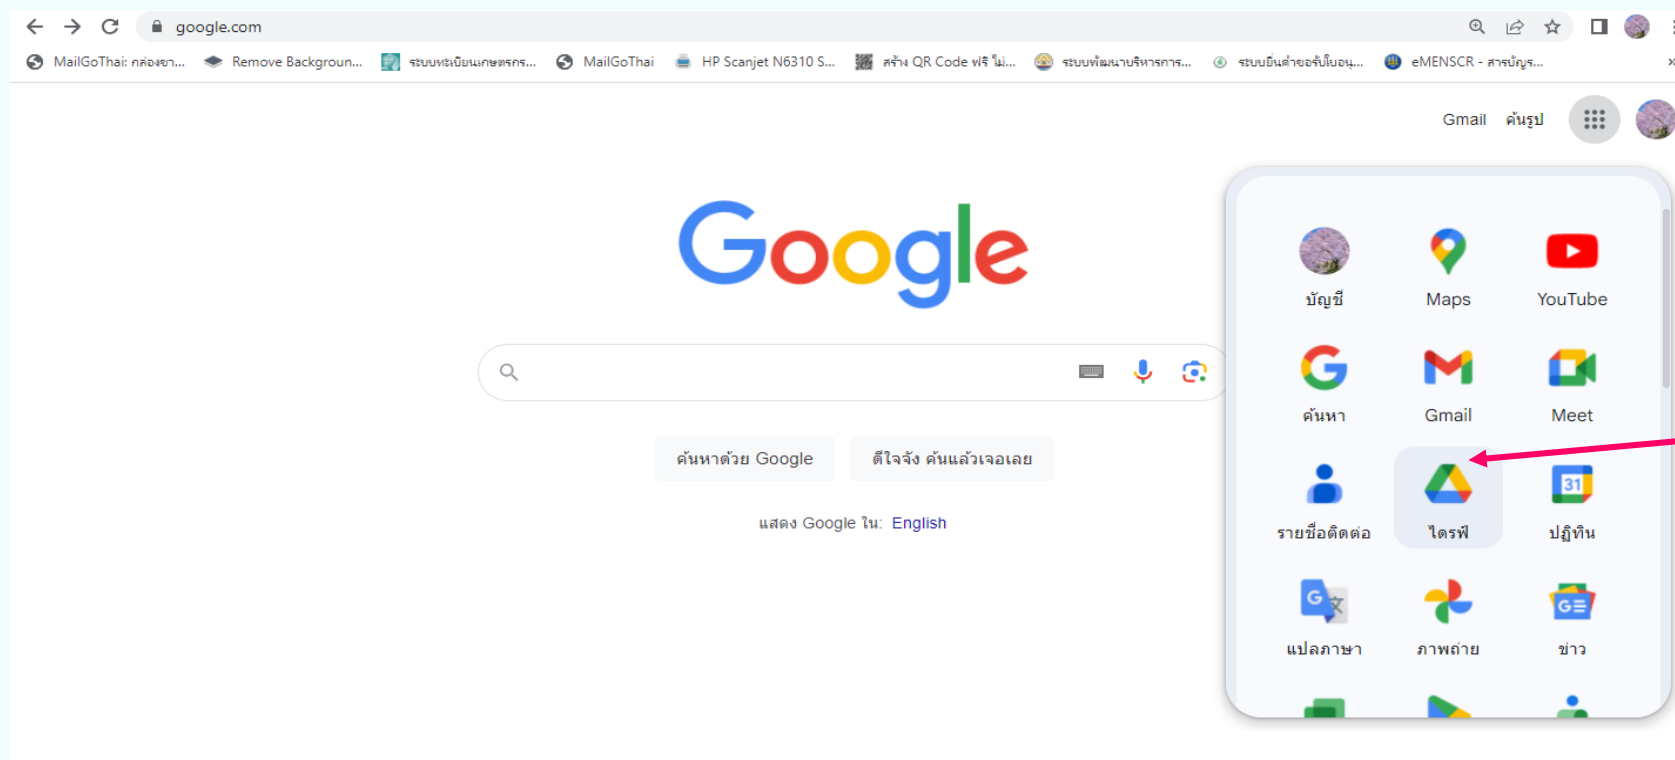 google.com
MailGoThai: กล่องขา... Remove Backgroun... ระบบทะเบียนเกษตรกร... MailGoThai HP Scanjet N6310 S... สร้าง QR Code ฟรี ไม่... ระบบพัฒนาบริหารการ... ระบบยื่นคำขอรับใบอนุ... eMENSCR - สารบัญร...
Gmail ค้นรูป
Google
บัญชี Maps YouTube
ค้นหา Gmail Meet
ค้นหาด้วย Google ดีใจจัง ค้นแล้วเจอเลย
31
รายชื่อติดต่อ ไดรฟ์ ปฏิทิน
แสดง Google ใน: English
แปลภาษา ภาพถ่าย ข่าว